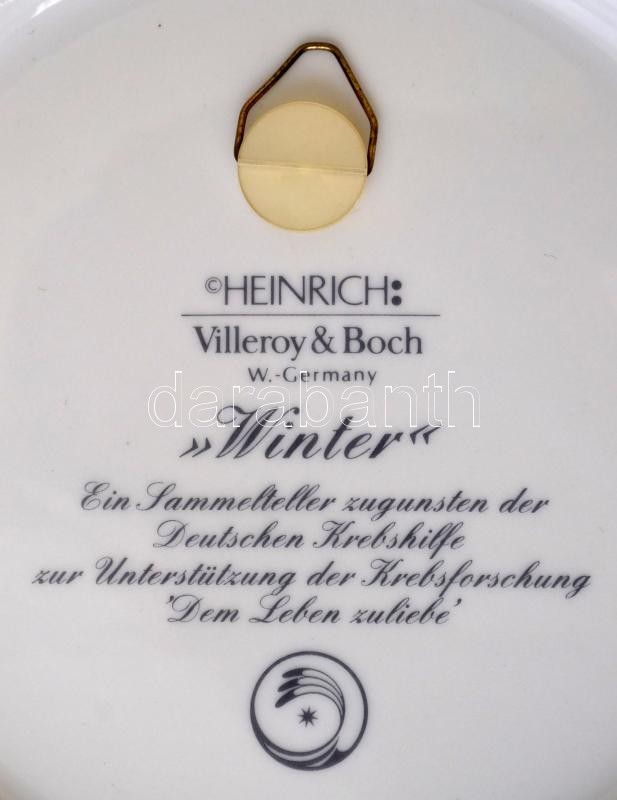 ©HEINRICH:
Villeroy & Boch
W.-Germany
darabanth
»Winter«
Ein Sammelteller zugunsten der
Deutschen Krebshilfe
zur Unterstützung der Krebsforschung
'Dem Leben zuliebe'